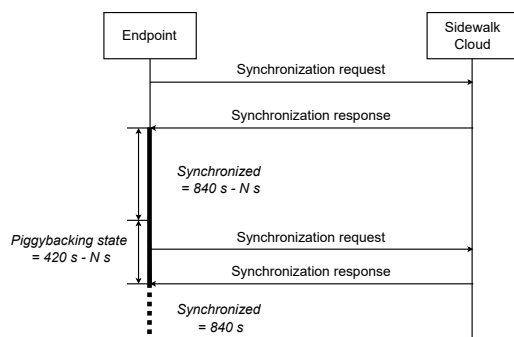 Endpoint
Sidewalk
Cloud
Synchronization request
Synchronization response
Synchronized
= 840 s - N s
Piggybacking state
= 420 s - N s
Synchronization request
Synchronization response
Synchronized
= 840 s